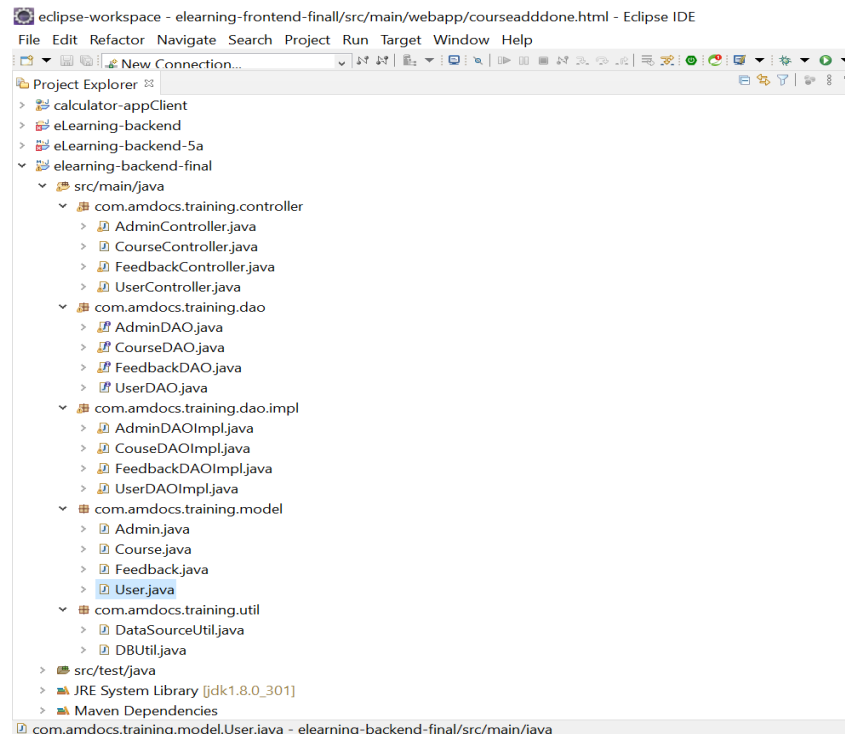 eclipse-workspace - elearning-frontend-finall/src/main/webapp/courseadddone.html - Eclipse IDE
File Edit Refactor Navigate Search Project Run Target Window Help
New Connection...
Project Explorer
calculator-appClient
eLearning-backend
eLearning-backend-5a
elearning-backend-final
src/main/java
com.amdocs.training.controller
AdminController.java
CourseController.java
FeedbackController.java
UserController.java
com.amdocs.training.dao
AdminDAO.java
CourseDAO.java
FeedbackDAO.java
UserDAO.java
com.amdocs.training.dao.impl
AdminDAOImpl.java
CouseDAOImpl.java
FeedbackDAOImpl.java
UserDAOImpl.java
com.amdocs.training.model
Admin.java
Course.java
Feedback.java
User.java
com.amdocs.training.util
DataSourceUtil.java
DBUtil.java
src/test/java
JRE System Library [jdk1.8.0_301]
Maven Dependencies
com.amdocs.training.model.User.java - elearning-backend-final/src/main/java